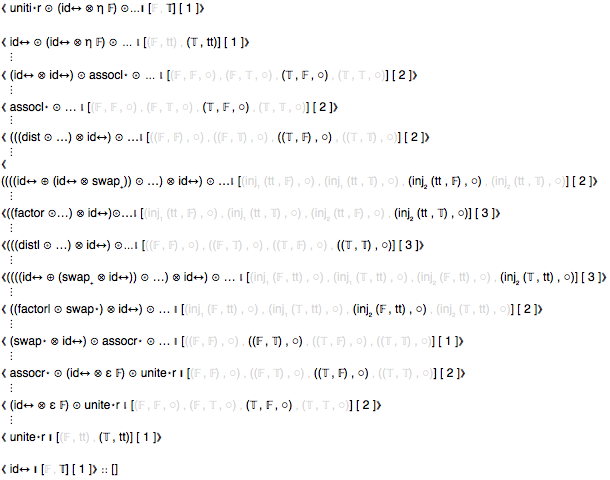 ⟪ uniti⋆r ⊙ (id↔ ⊗ η 𝔽) ⊙...⫾ [𝔽, 𝕋] [ 1 ]⟫
⟪ id↔ ⊙ (id↔ ⊗ η 𝔽) ⊙ ... ⫾ [(𝔽, tt) , (𝕋, tt)] [ 1 ]⟫
⋮
⟪ (id↔ ⊗ id↔) ⊙ assocl⋆ ⊙ ... ⫾ [(𝔽, 𝔽, ○) , (𝔽, 𝕋, ○) , (𝕋, 𝔽, ○) , (𝕋, 𝕋, ○)] [ 2 ]⟫
⋮
⟪ assocl⋆ ⊙ ... ⫾ [(𝔽, 𝔽, ○) , (𝔽, 𝕋, ○) , (𝕋, 𝔽, ○) , (𝕋, 𝕋, ○)] [ 2 ]⟫
⋮
⟪ (((dist ⊙ ...) ⊗ id↔) ⊙ ...⫾ [((𝔽, 𝔽) , ○) , ((𝔽, 𝕋) , ○) , ((𝕋, 𝔽) , ○) , ((𝕋, 𝕋) , ○)] [ 2 ]⟫
⋮
⟪
((((id↔ ⊕ (id↔ ⊗ swap₊)) ⊙ ...) ⊗ id↔) ⊙ ...⫾ [(inj₁ (tt , 𝔽) , ○) , (inj₁ (tt , 𝕋) , ○) , (inj₂ (tt , 𝔽) , ○) , (inj₂ (tt , 𝕋) , ○)] [ 2 ]⟫
⋮
⟪((factor ⊙...) ⊗ id↔)⊙...⫾ [(inj₁ (tt , 𝔽) , ○) , (inj₁ (tt , 𝕋) , ○) , (inj₂ (tt , 𝔽) , ○) , (inj₂ (tt , 𝕋) , ○)] [ 3 ]⟫
⋮
⟪(((distl ⊙ ...) ⊗ id↔) ⊙...⫾ [((𝔽, 𝔽) , ○) , ((𝔽, 𝕋) , ○) , ((𝕋, 𝔽) , ○) , ((𝕋, 𝕋) , ○)] [ 3 ]⟫
⋮
⟪(((((id↔ ⊕ (swap₊ ⊗ id↔)) ⊙ ...) ⊗ id↔) ⊙ ... ⫾ [(inj₁ (𝔽, tt) , ○) , (inj₁ (𝕋, tt) , ○) , (inj₂ (𝔽, tt) , ○) , (inj₂ (𝕋, tt) , ○)] [ 3 ]⟫
⋮
⟪ ((factorl ⊙ swap⋆) ⊗ id↔) ⊙ ... ⫾ [(inj₁ (𝔽, tt) , ○) , (inj₁ (𝕋, tt) , ○) , (inj₂ (𝔽, tt) , ○) , (inj₂ (𝕋, tt) , ○)] [ 2 ]⟫
⋮
⟪ (swap⋆ ⊗ id↔) ⊙ assocr⋆ ⊙ ... ⫾ [((𝔽, 𝔽) , ○) , ((𝔽, 𝕋) , ○) , ((𝕋, 𝔽) , ○) , ((𝕋, 𝕋) , ○)] [ 1 ]⟫
⋮
⟪ assocr⋆ ⊙ (id↔ ⊗ ε 𝔽) ⊙ unite⋆r ⫾ [((𝔽, 𝔽) , ○) , ((𝔽, 𝕋) , ○) , ((𝕋, 𝔽) , ○) , ((𝕋, 𝕋) , ○)] [ 2 ]⟫
⋮
⟪ (id↔ ⊗ ε 𝔽) ⊙ unite⋆r ⫾ [(𝔽, 𝔽, ○) , (𝔽, 𝕋, ○) , (𝕋, 𝔽, ○) , (𝕋, 𝕋, ○)] [ 2 ]⟫
⋮
⟪ unite⋆r ⫾ [(𝔽, tt) , (𝕋, tt)] [ 1 ]⟫
⟪ id↔ ⫾ [𝔽, 𝕋] [ 1 ]⟫ :: []